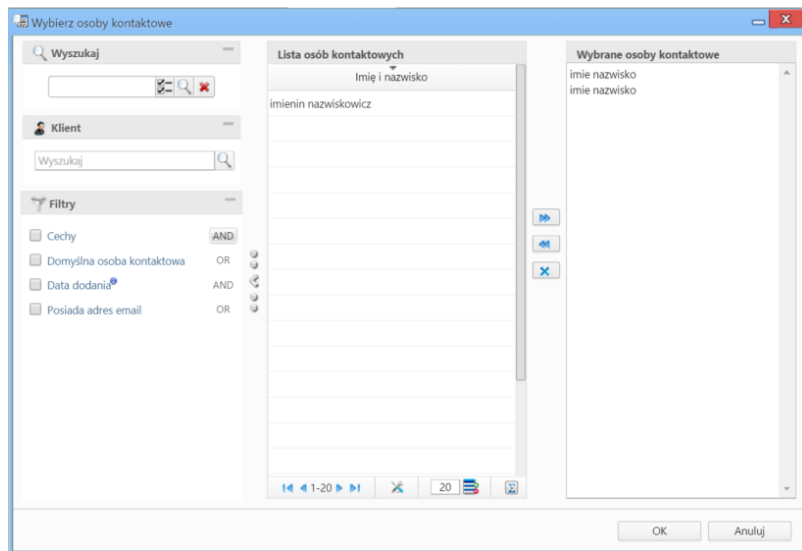 Wybierz osoby kontaktowe
Wyszukaj
Klient
Wyszukaj
Filtry
Cechy AND
Domyślna osoba kontaktowa OR
Data dodania AND
Posiada adres email OR
Lista osób kontaktowych
Imię i nazwisko
imienin nazwiskowicz
1-20
20
Wybrane osoby kontaktowe
imie nazwisko
imie nazwisko
OK
Anuluj